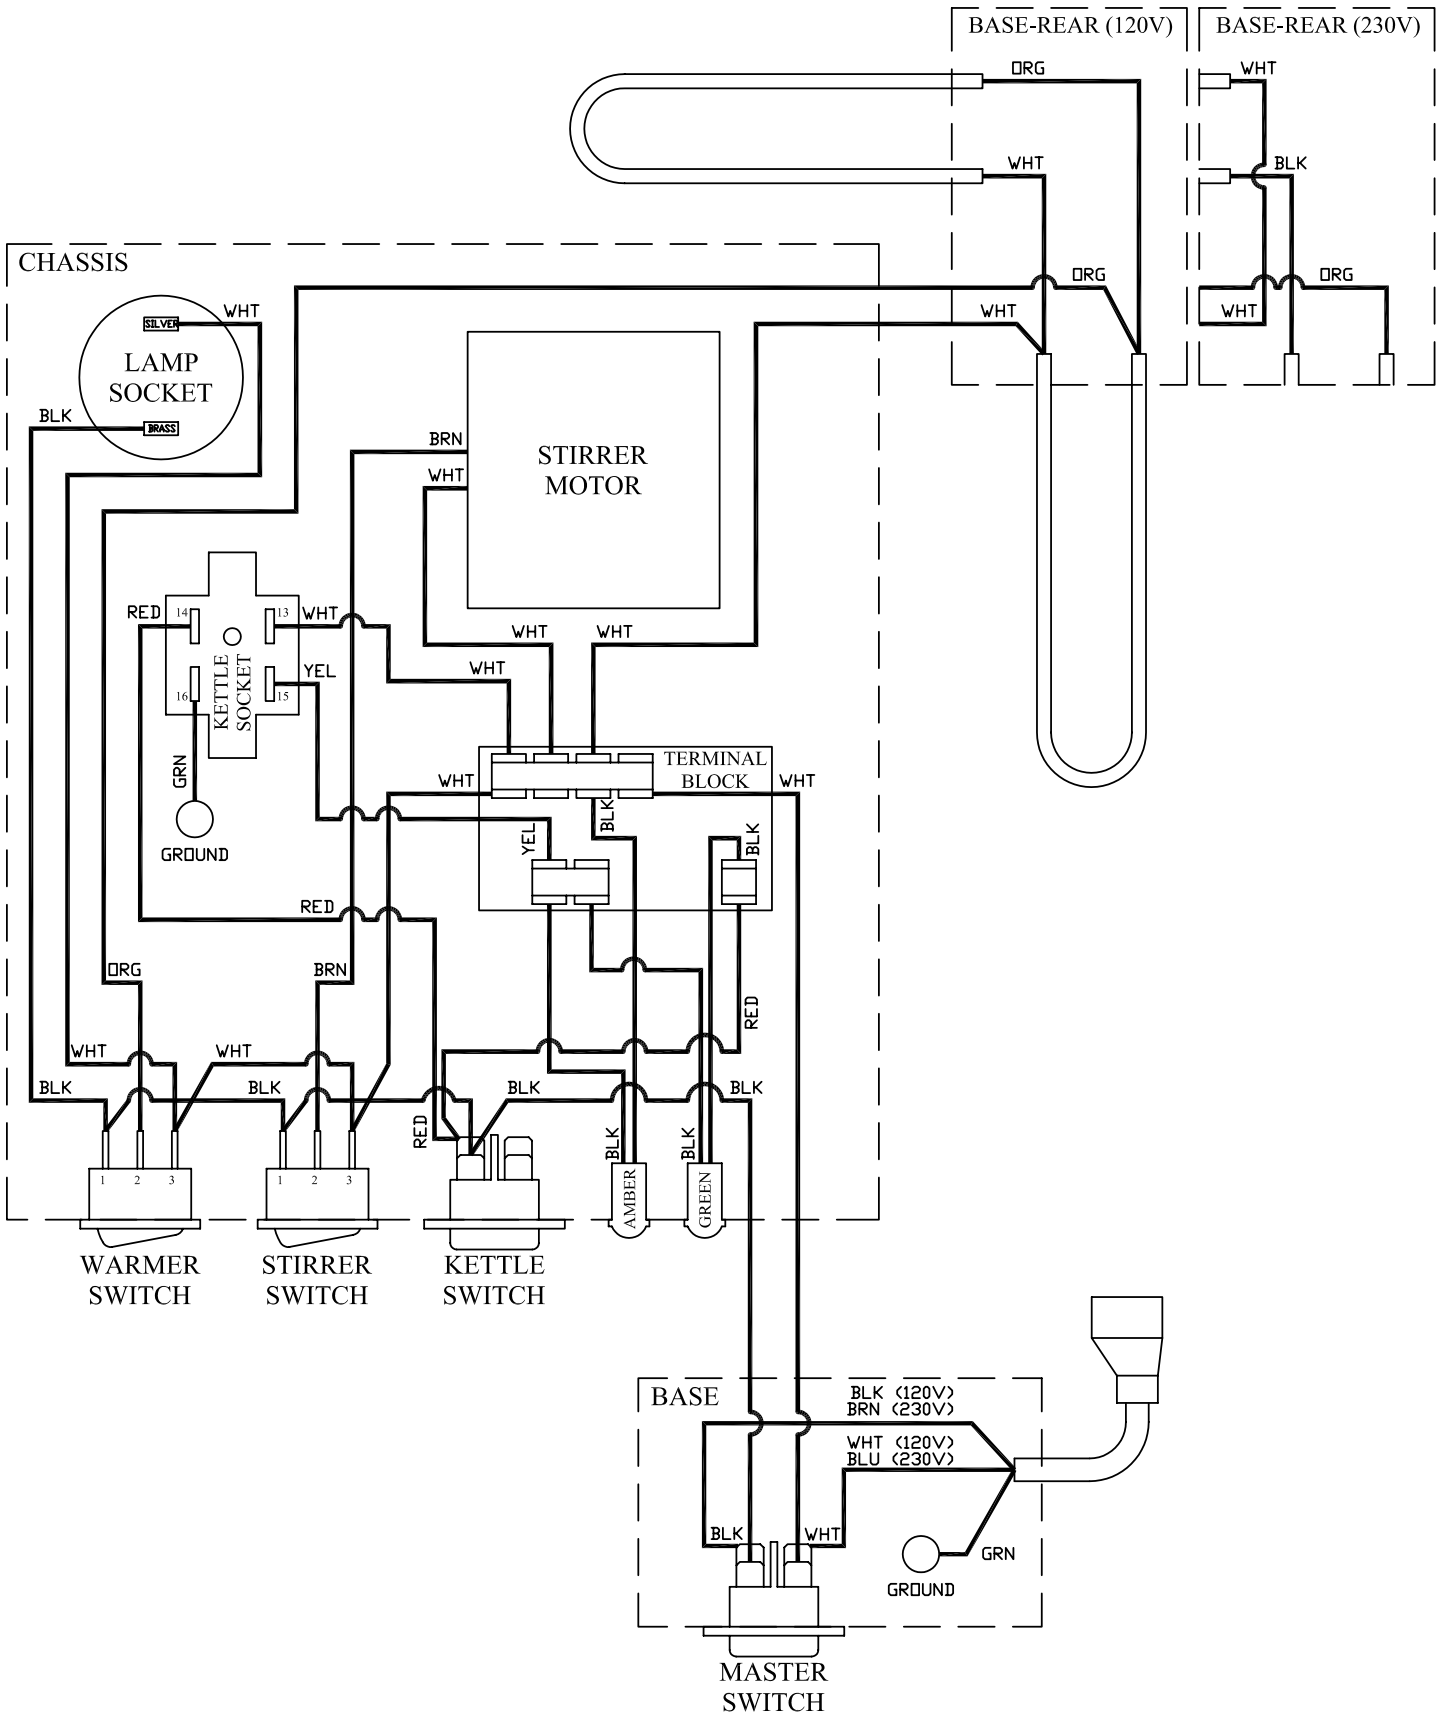 BASE-REAR (120V)
BASE-REAR (230V)
ORG
WHT
WHT
BLK
ORG
ORG
WHT
WHT
CHASSIS
WHT
SILVER
LAMP
SOCKET
BLK
BRASS
BRN
WHT
STIRRER
MOTOR
RED
14
13
WHT
WHT
WHT
WHT
YEL
16
15
KETTLE
SOCKET
GRN
GROUND
WHT
TERMINAL
BLOCK
WHT
YEL
BLK
BLK
RED
ORG
BRN
RED
WHT
WHT
BLK
BLK
BLK
BLK
RED
BLK
BLK
1
2
3
1
2
3
AMBER
GREEN
WARMER
SWITCH
STIRRER
SWITCH
KETTLE
SWITCH
BASE
BLK (120V)
BRN (230V)
WHT (120V)
BLU (230V)
BLK
WHT
GRN
GROUND
MASTER
SWITCH